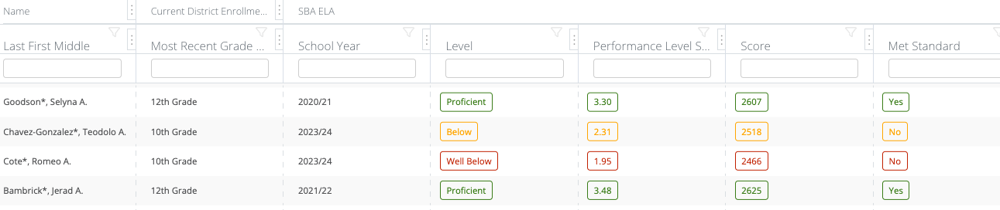 Name Current District Enrollme... SBA ELA
Last First Middle Most Recent Grade ... School Year Level Performance Level S... Score Met Standard
Goodson*, Selyna A. 12th Grade 2020/21 Proficient 3.30 2607 Yes
Chavez-Gonzalez*, Teodolo A. 10th Grade 2023/24 Below 2.31 2518 No
Cote*, Romeo A. 10th Grade 2023/24 Well Below 1.95 2466 No
Bambrick*, Jerad A. 12th Grade 2021/22 Proficient 3.48 2625 Yes